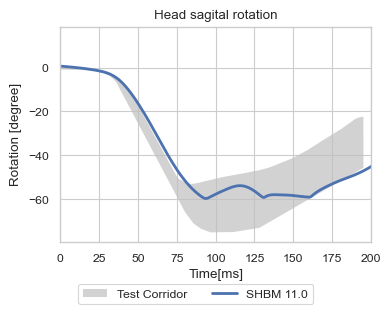 Head sagital rotation
Rotation [degree]
0
−20
−40
−60
0 25 50 75 100 125 150 175 200
Time[ms]
Test Corridor SHBM 11.0